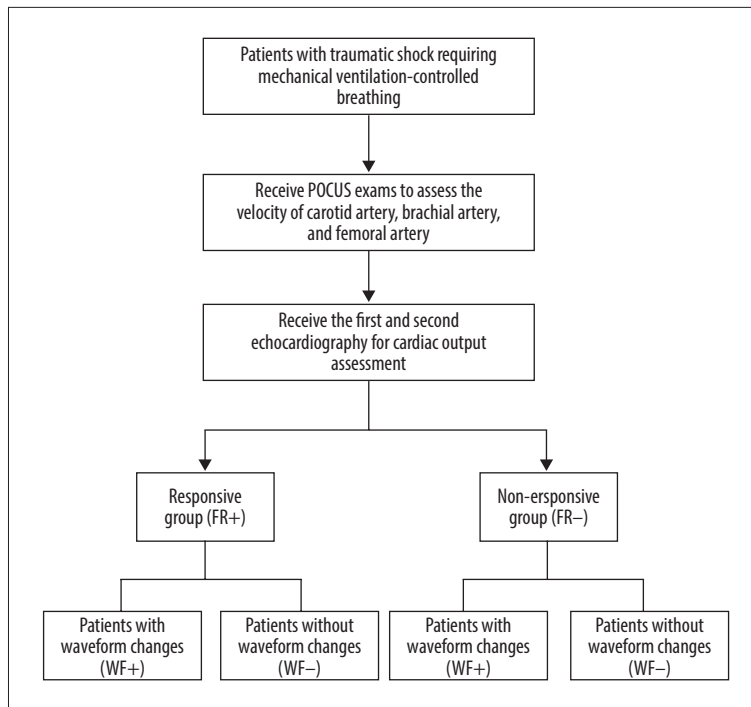 Patients with traumatic shock requiring
mechanical ventilation-controlled
breathing
Receive POCUS exams to assess the
velocity of carotid artery, brachial artery,
and femoral artery
Receive the first and second
echocardiography for cardiac output
assessment
Responsive
group (FR+)
Non-ersponsive
group (FR–)
Patients with
waveform changes
(WF+)
Patients without
waveform changes
(WF–)
Patients with
waveform changes
(WF+)
Patients without
waveform changes
(WF–)